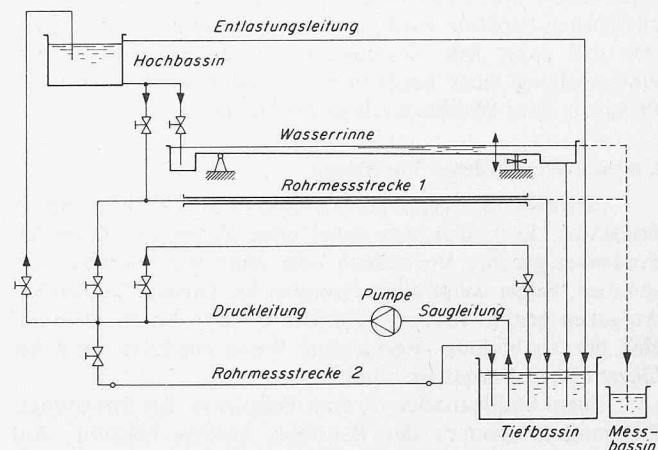 Entlastungsleitung
Hochbassin
Wasserrinne
Rohrmessstrecke 1
Pumpe
Druckleitung
Saugleitung
Rohrmessstrecke 2
Tiefbassin
Mess-
bassin